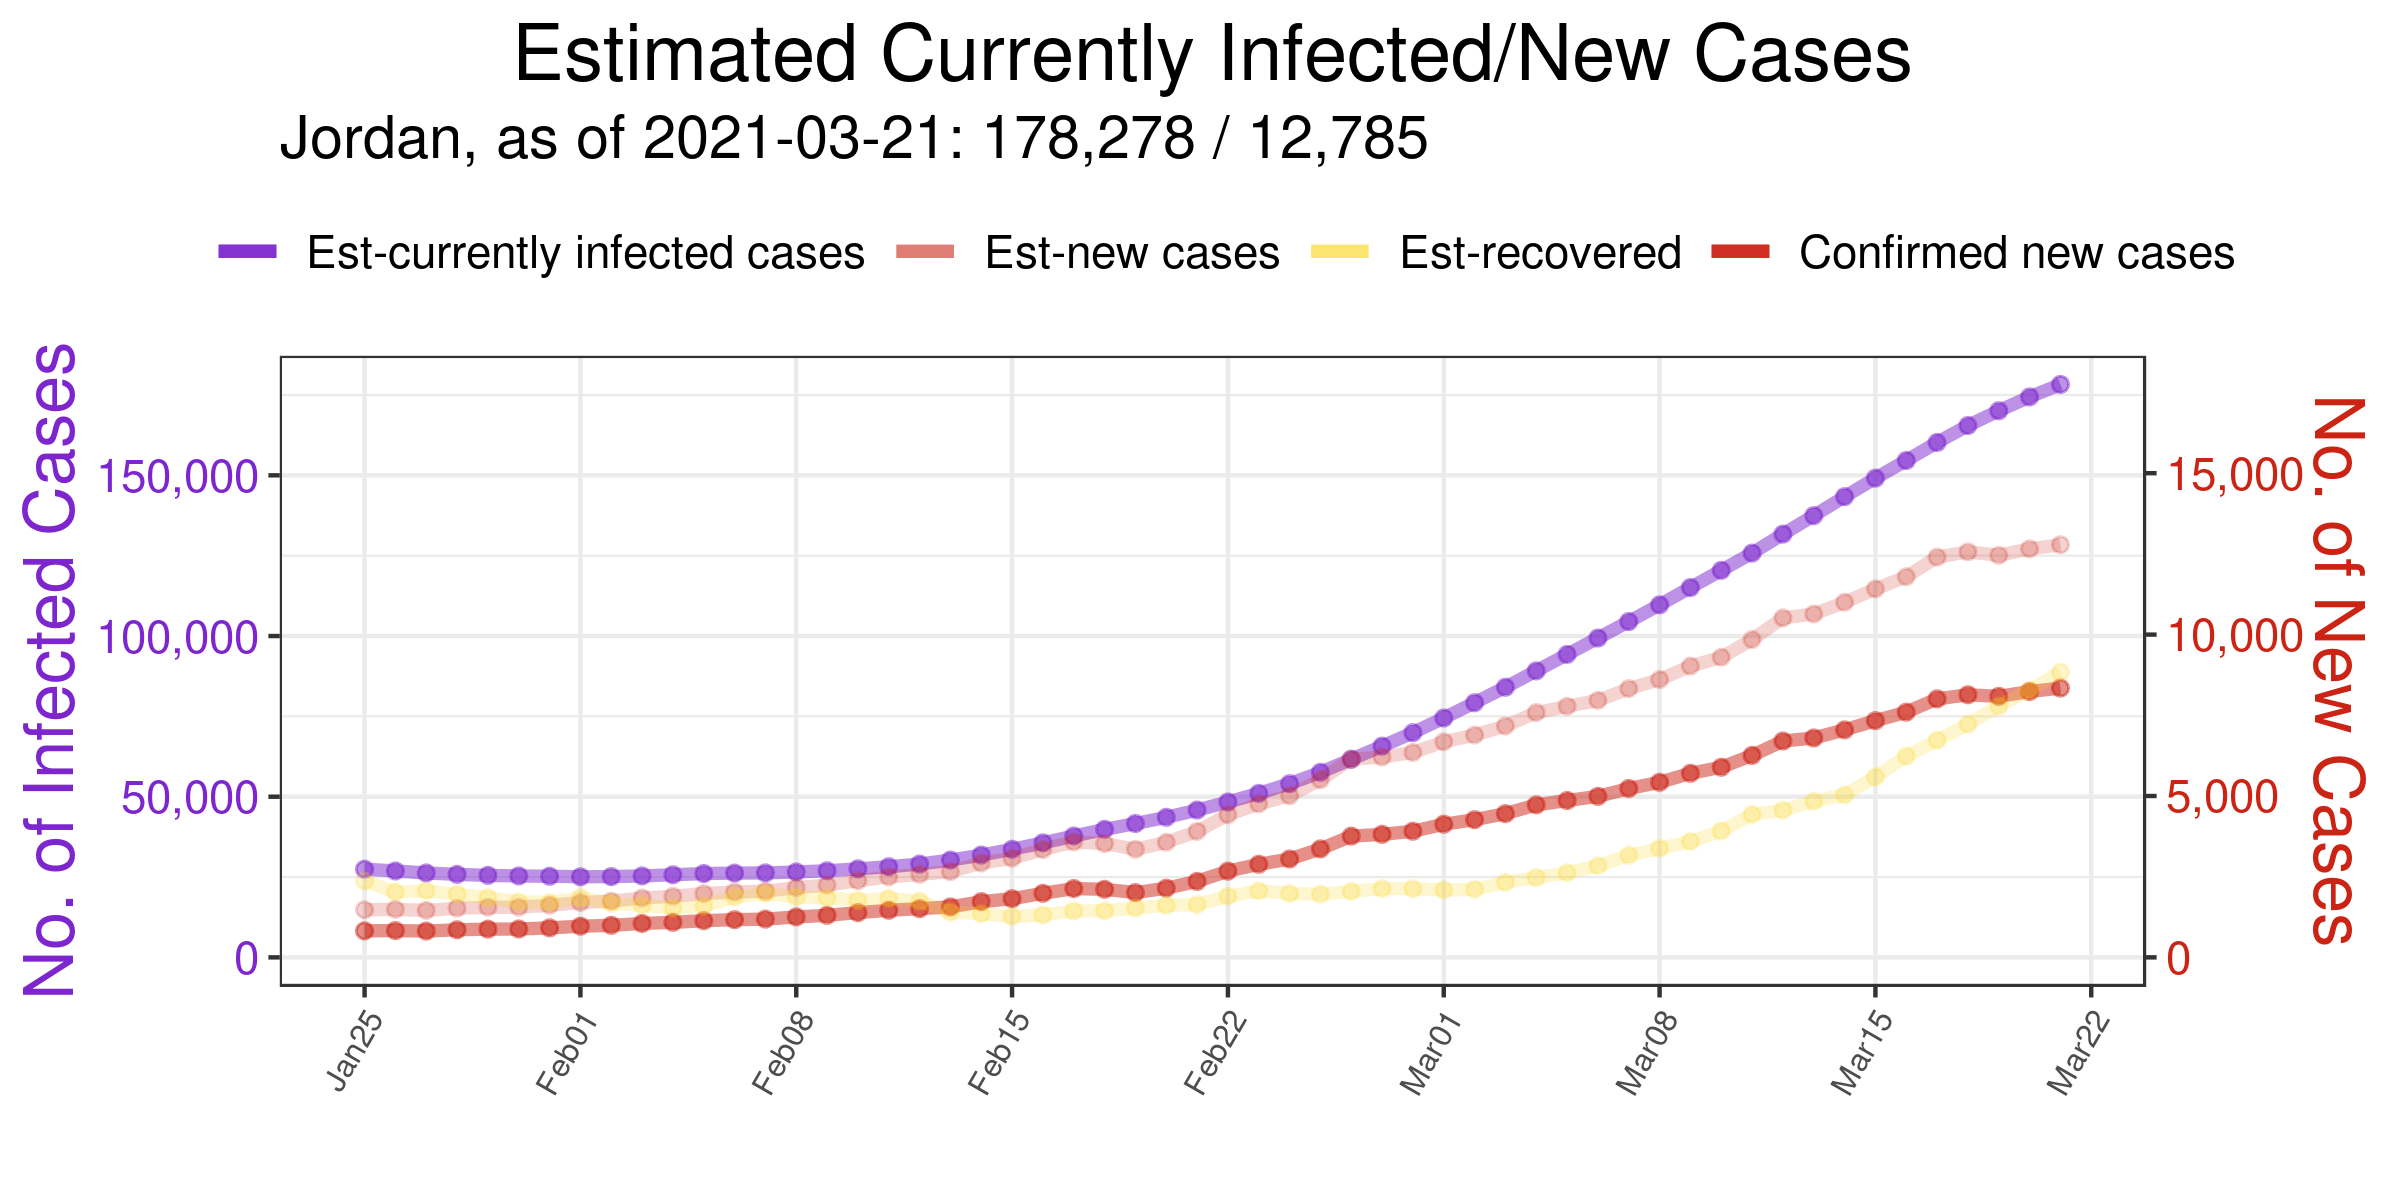 Estimated Currently Infected/New Cases
Jordan, as of 2021-03-21: 178,278 / 12,785
Est-currently infected cases Est-new cases Est-recovered Confirmed new cases
No. of Infected Cases
150,000
100,000
50,000
0
15,000
10,000
5,000
0
No. of New Cases
Jan25 Feb01 Feb08 Feb15 Feb22 Mar01 Mar08 Mar15 Mar22